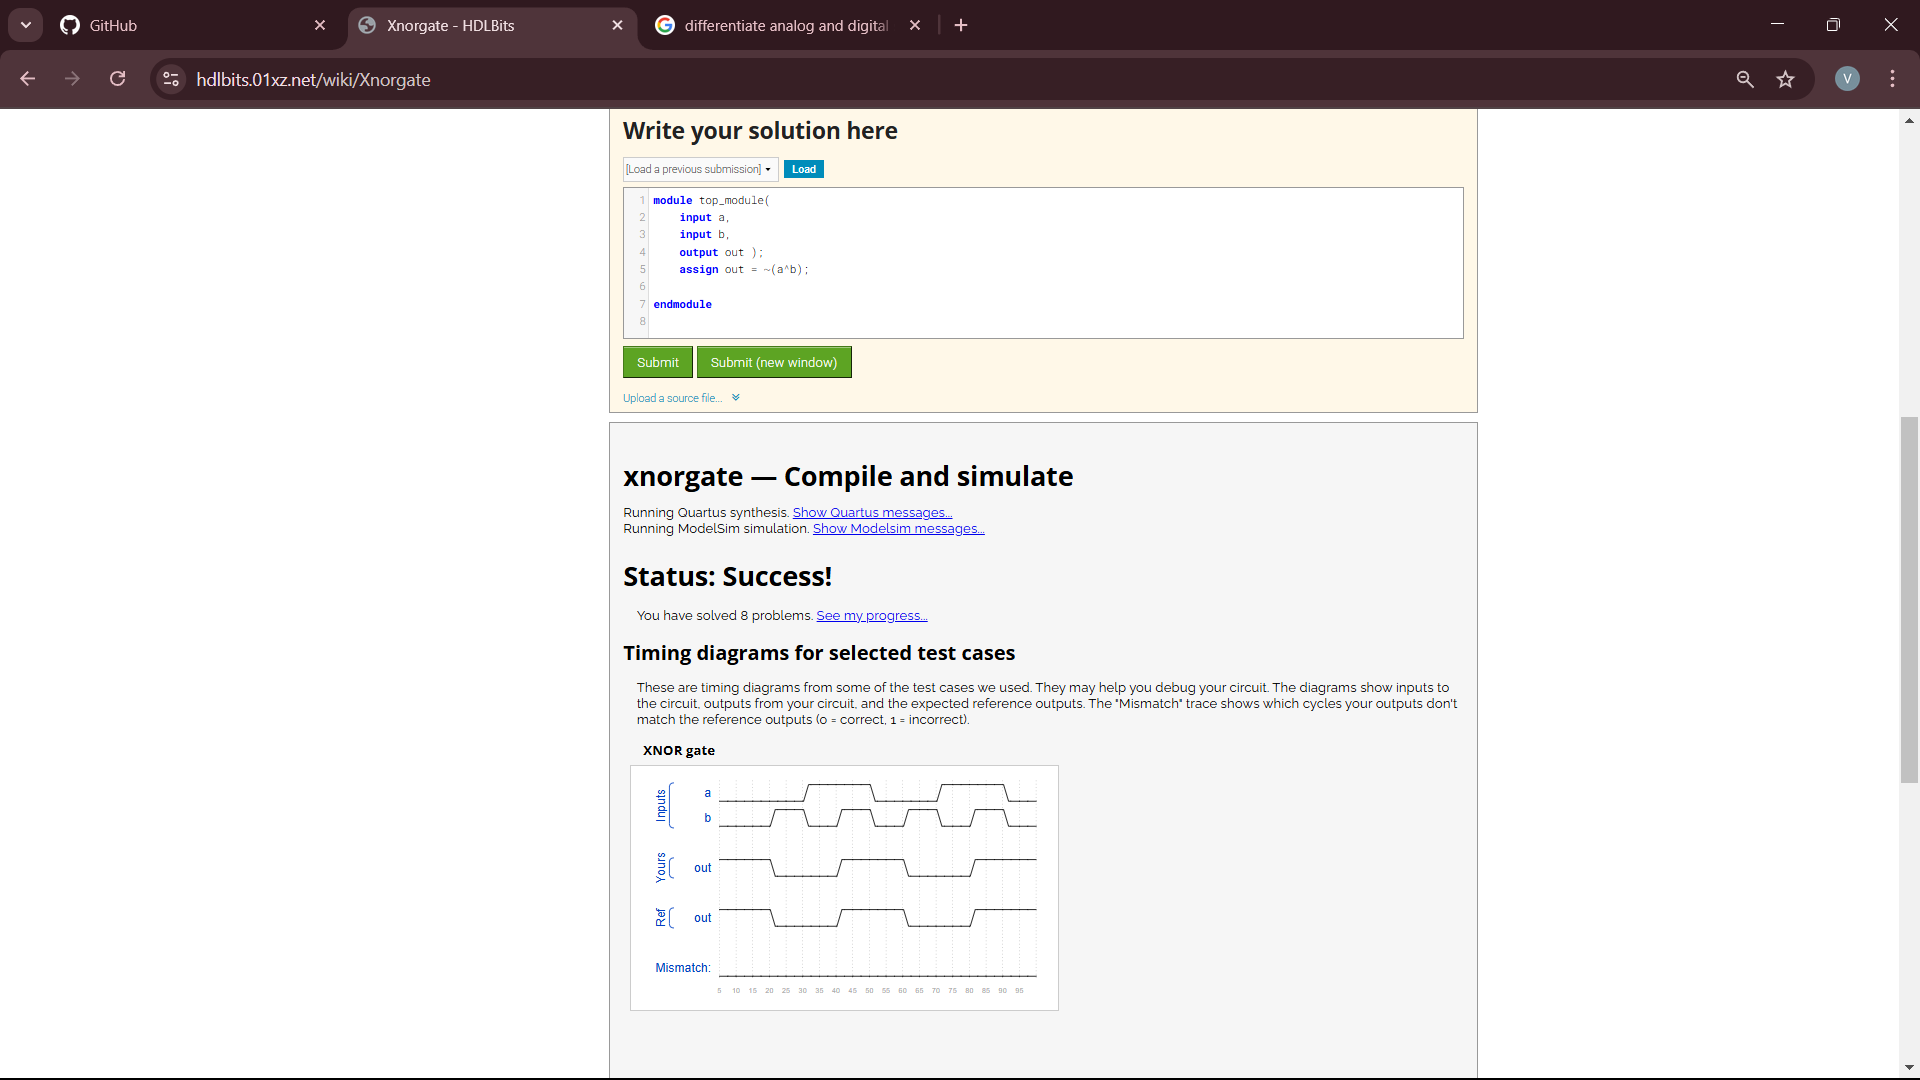 GitHub
Xnorgate - HDLBits
differentiate analog and digital
hdlbits.01xz.net/wiki/Xnorgate
V
Write your solution here
[Load a previous submission]
Load
1 module top_module(
2 input a,
3 input b,
4 output out );
5 assign out = ~(a^b);
6
7 endmodule
8
Submit
Submit (new window)
Upload a source file...
xnorgate — Compile and simulate
Running Quartus synthesis. Show Quartus messages...
Running ModelSim simulation. Show Modelsim messages...
Status: Success!
You have solved 8 problems. See my progress...
Timing diagrams for selected test cases
These are timing diagrams from some of the test cases we used. They may help you debug your circuit. The diagrams show inputs to
the circuit, outputs from your circuit, and the expected reference outputs. The "Mismatch" trace shows which cycles your outputs don't
match the reference outputs (0 = correct, 1 = incorrect).
XNOR gate
Inputs
a
b
Yours
out
Ref
out
Mismatch:
5 10 15 20 25 30 35 40 45 50 55 60 65 70 75 80 85 90 95